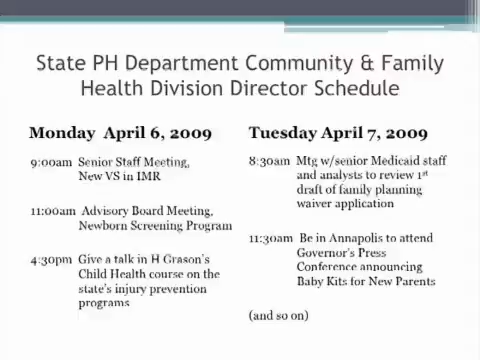 State PH Department Community & Family
Health Division Director Schedule
Monday April 6, 2009
9:00am Senior Staff Meeting,
New VS in IMR
11:00am Advisory Board Meeting,
Newborn Screening Program
4:30pm Give a talk in H Grason's
Child Health course on the
state's injury prevention
programs
Tuesday April 7, 2009
8:30am Mtg w/senior Medicaid staff
and analysts to review 1st
draft of family planning
waiver application
11:30am Be in Annapolis to attend
Governor's Press
Conference announcing
Baby Kits for New Parents
(and so on)